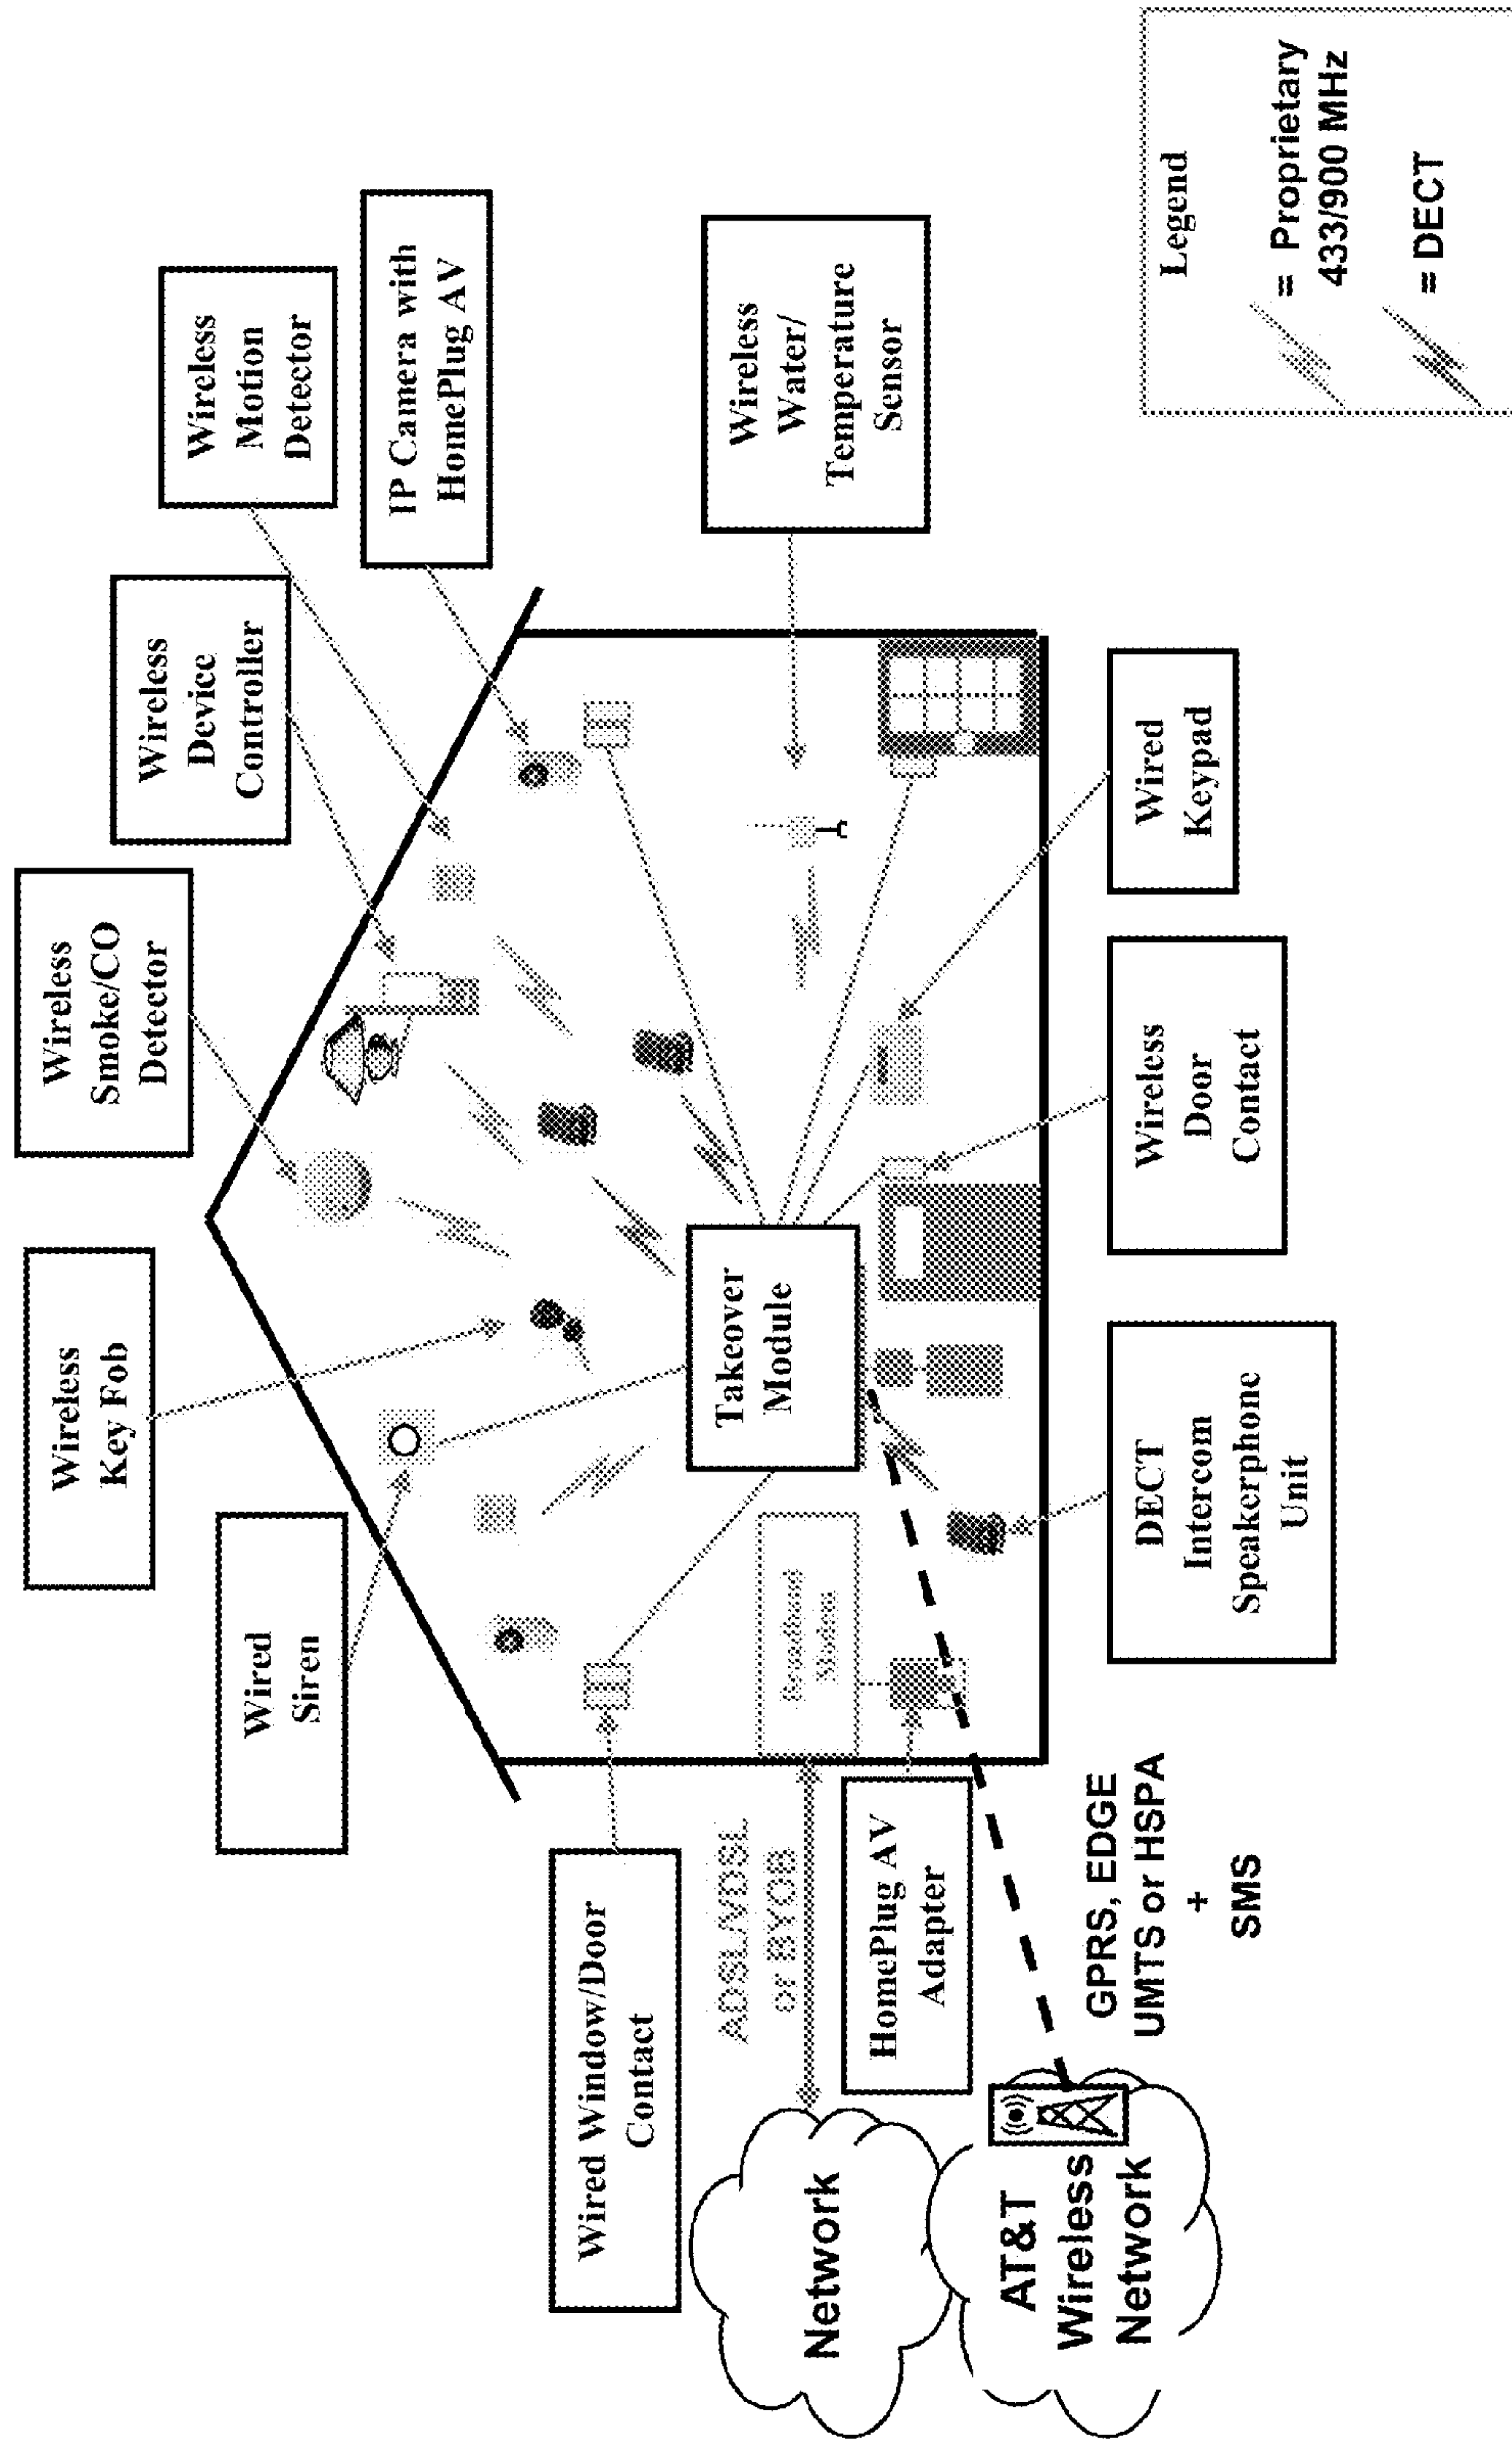 Wired
Siren
Wireless
Key Fob
Wireless
Smoke/CO
Detector
Wireless
Device
Controller
Wireless
Motion
Detector
IP Camera with
HomePlug AV
Wired Window/Door
Contact
ADSL/VDSL
or BYOB
Network
Broadband
Modem
Takeover
Module
Wireless
Water/
Temperature
Sensor
HomePlug AV
Adapter
AT&T
Wireless
Network
GPRS, EDGE
UMTS or HSPA
+
SMS
DECT
Intercom
Speakerphone
Unit
Wireless
Door
Contact
Wired
Keypad
Legend
= Proprietary
433/900 MHz
= DECT